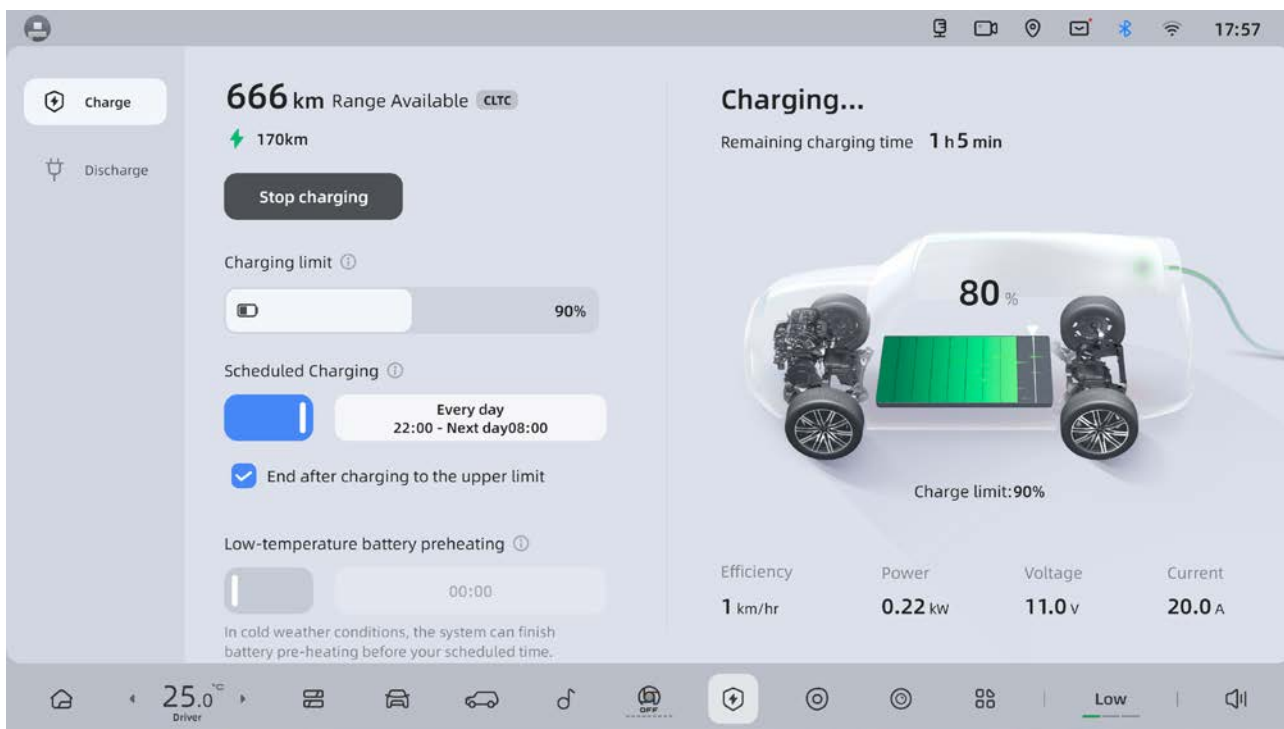 17:57
Charge
Discharge
666 km Range Available CLTC
170km
Stop charging
Charging limit
90%
Scheduled Charging
Every day
22:00 - Next day08:00
End after charging to the upper limit
Low-temperature battery preheating
00:00
In cold weather conditions, the system can finish
battery pre-heating before your scheduled time.
Charging...
Remaining charging time 1 h 5 min
80 %
Charge limit:90%
Efficiency Power Voltage Current
1 km/hr 0.22 kW 11.0 V 20.0 A
25.0°C
Driver
OFF
Low